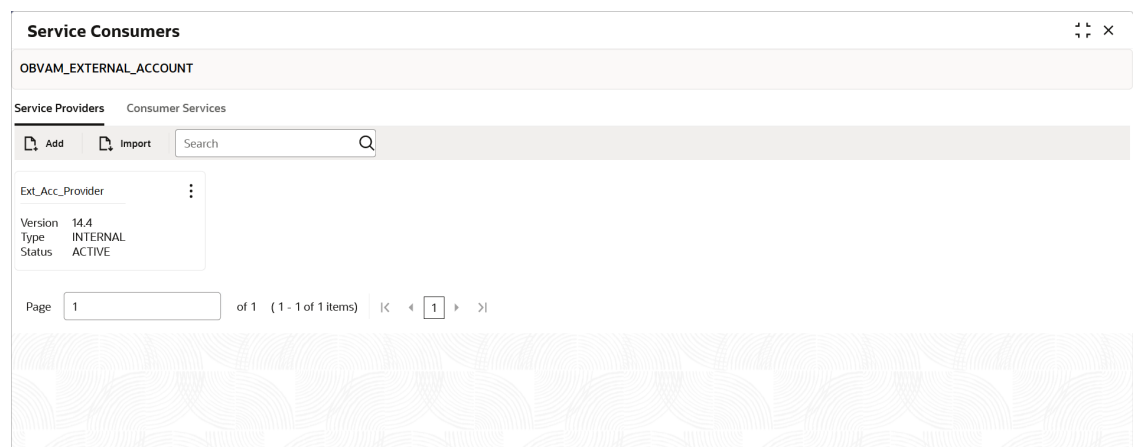 Service Consumers
OBVAM_EXTERNAL_ACCOUNT
Service Providers Consumer Services
Add Import Search
Ext_Acc_Provider
Version 14.4
Type INTERNAL
Status ACTIVE
Page 1 of 1 ( 1 - 1 of 1 items) 1